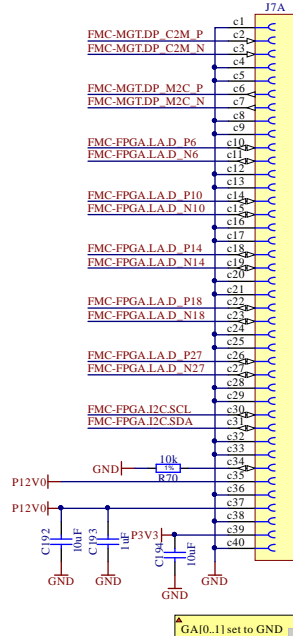 J7A
c1
FMC-MGT.DP_C2M_P c2
FMC-MGT.DP_C2M_N c3
c4
c5
FMC-MGT.DP_M2C_P c6
FMC-MGT.DP_M2C_N c7
c8
c9
FMC-FPGA.LA.D_P6 c10
FMC-FPGA.LA.D_N6 c11
c12
c13
FMC-FPGA.LA.D_P10 c14
FMC-FPGA.LA.D_N10 c15
c16
c17
FMC-FPGA.LA.D_P14 c18
FMC-FPGA.LA.D_N14 c19
c20
c21
FMC-FPGA.LA.D_P18 c22
FMC-FPGA.LA.D_N18 c23
c24
c25
FMC-FPGA.LA.D_P27 c26
FMC-FPGA.LA.D_N27 c27
c28
c29
FMC-FPGA.I2C.SCL c30
FMC-FPGA.I2C.SDA c31
c32
c33
10k
GND 1% c34
R70
P12V0 c35
c36
P12V0 c37
c38
C192 10uF C193 1uF P3V3 c39
C194 10uF c40
GND GND GND
GA[0..1] set to GND